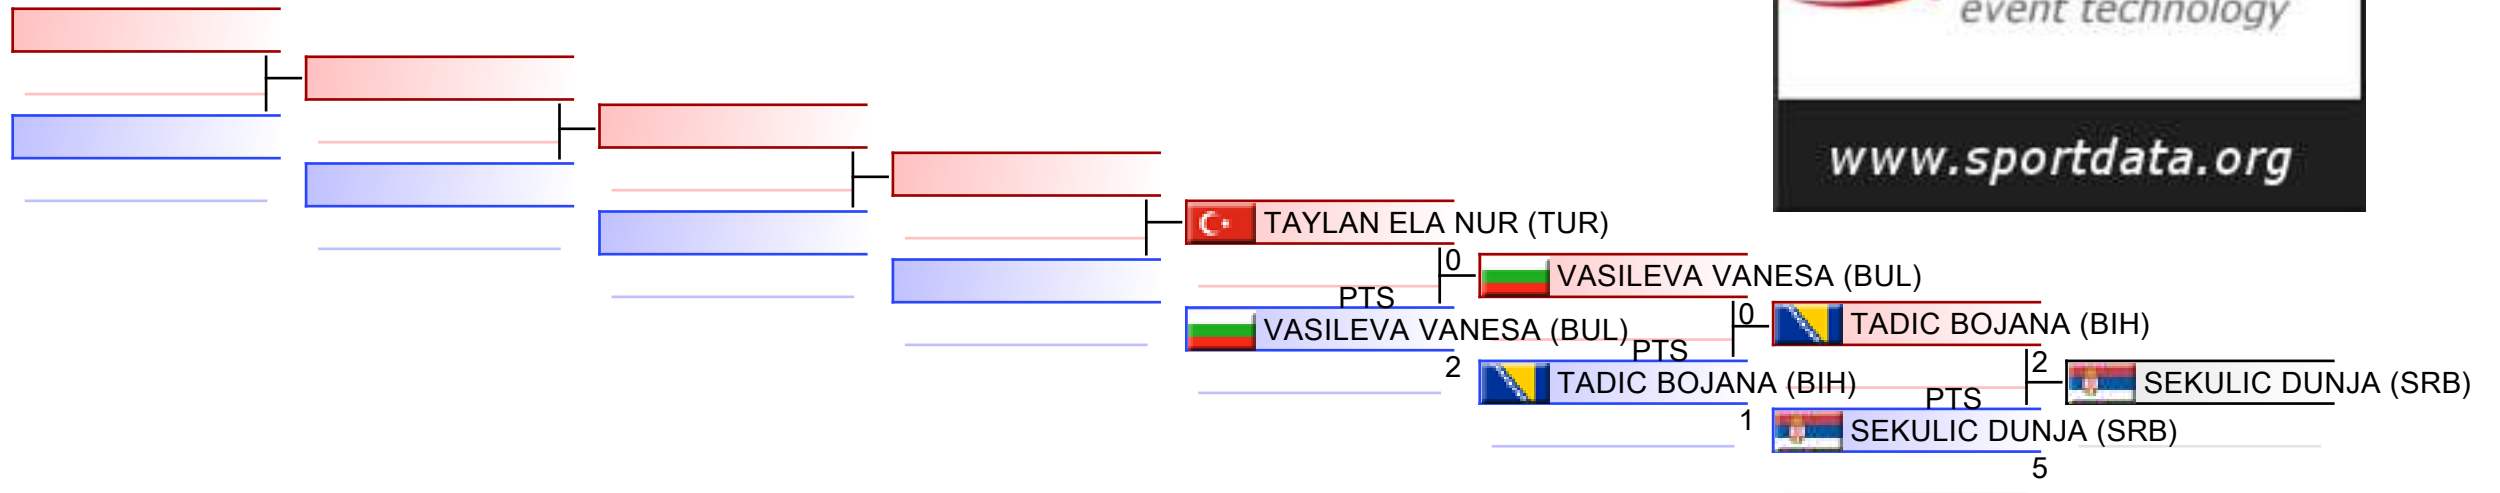 event technology
www.sportdata.org
TAYLAN ELA NUR (TUR)
0
PTS
VASILEVA VANESA (BUL)
2
VASILEVA VANESA (BUL)
0
PTS
TADIC BOJANA (BIH)
1
TADIC BOJANA (BIH)
2
PTS
SEKULIC DUNJA (SRB)
5
SEKULIC DUNJA (SRB)